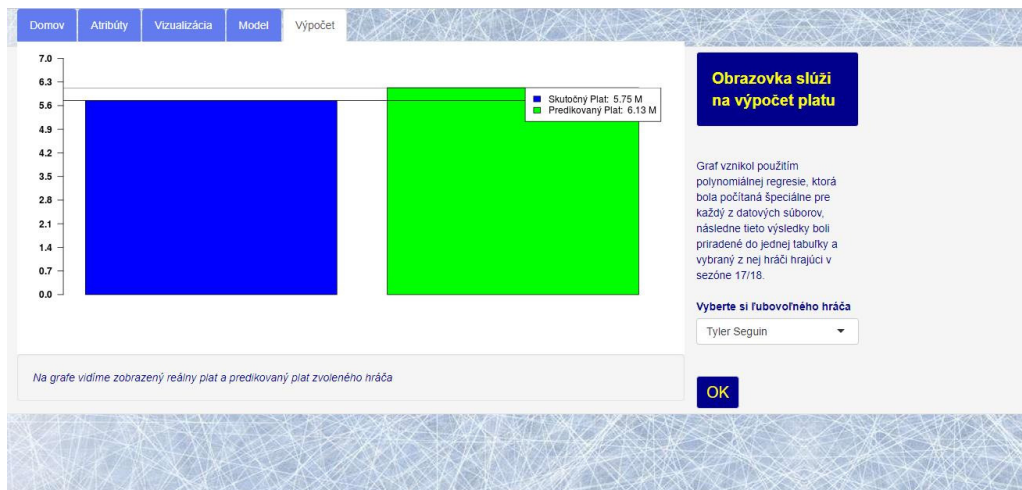 Domov Atribúty Vizualizácia Model Výpočet
7.0
6.3
5.6
4.9
4.2
3.5
2.8
2.1
1.4
0.7
0.0
Skutočný Plat: 5.75 M
Predikovaný Plat: 6.13 M
Na grafe vidíme zobrazený reálny plat a predikovaný plat zvoleného hráča
Obrazovka slúži
na výpočet platu
Graf vznikol použitím
polynomiálnej regresie, ktorá
bola počítaná špeciálne pre
každý z datových súborov,
následne tieto výsledky boli
priradené do jednej tabuľky a
vybraný z nej hráči hrajúci v
sezóne 17/18.
Vyberte si ľubovoľného hráča
Tyler Seguin
OK